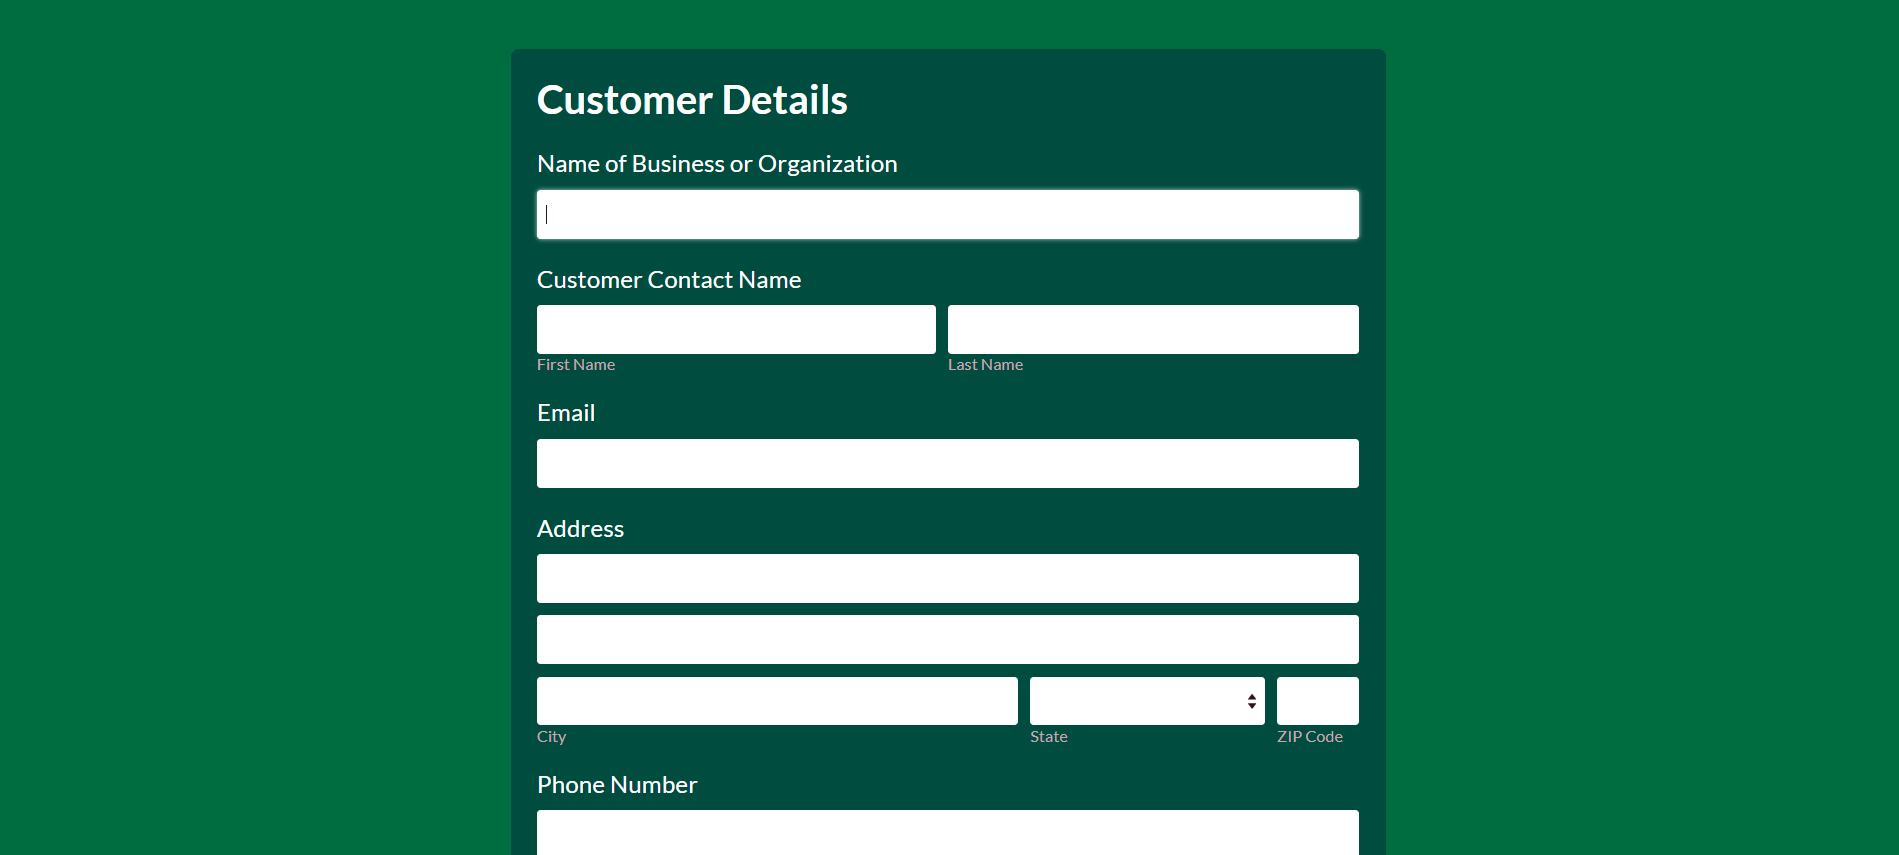 Customer Details
Name of Business or Organization
Customer Contact Name
First Name Last Name
Email
Address
City State ZIP Code
Phone Number